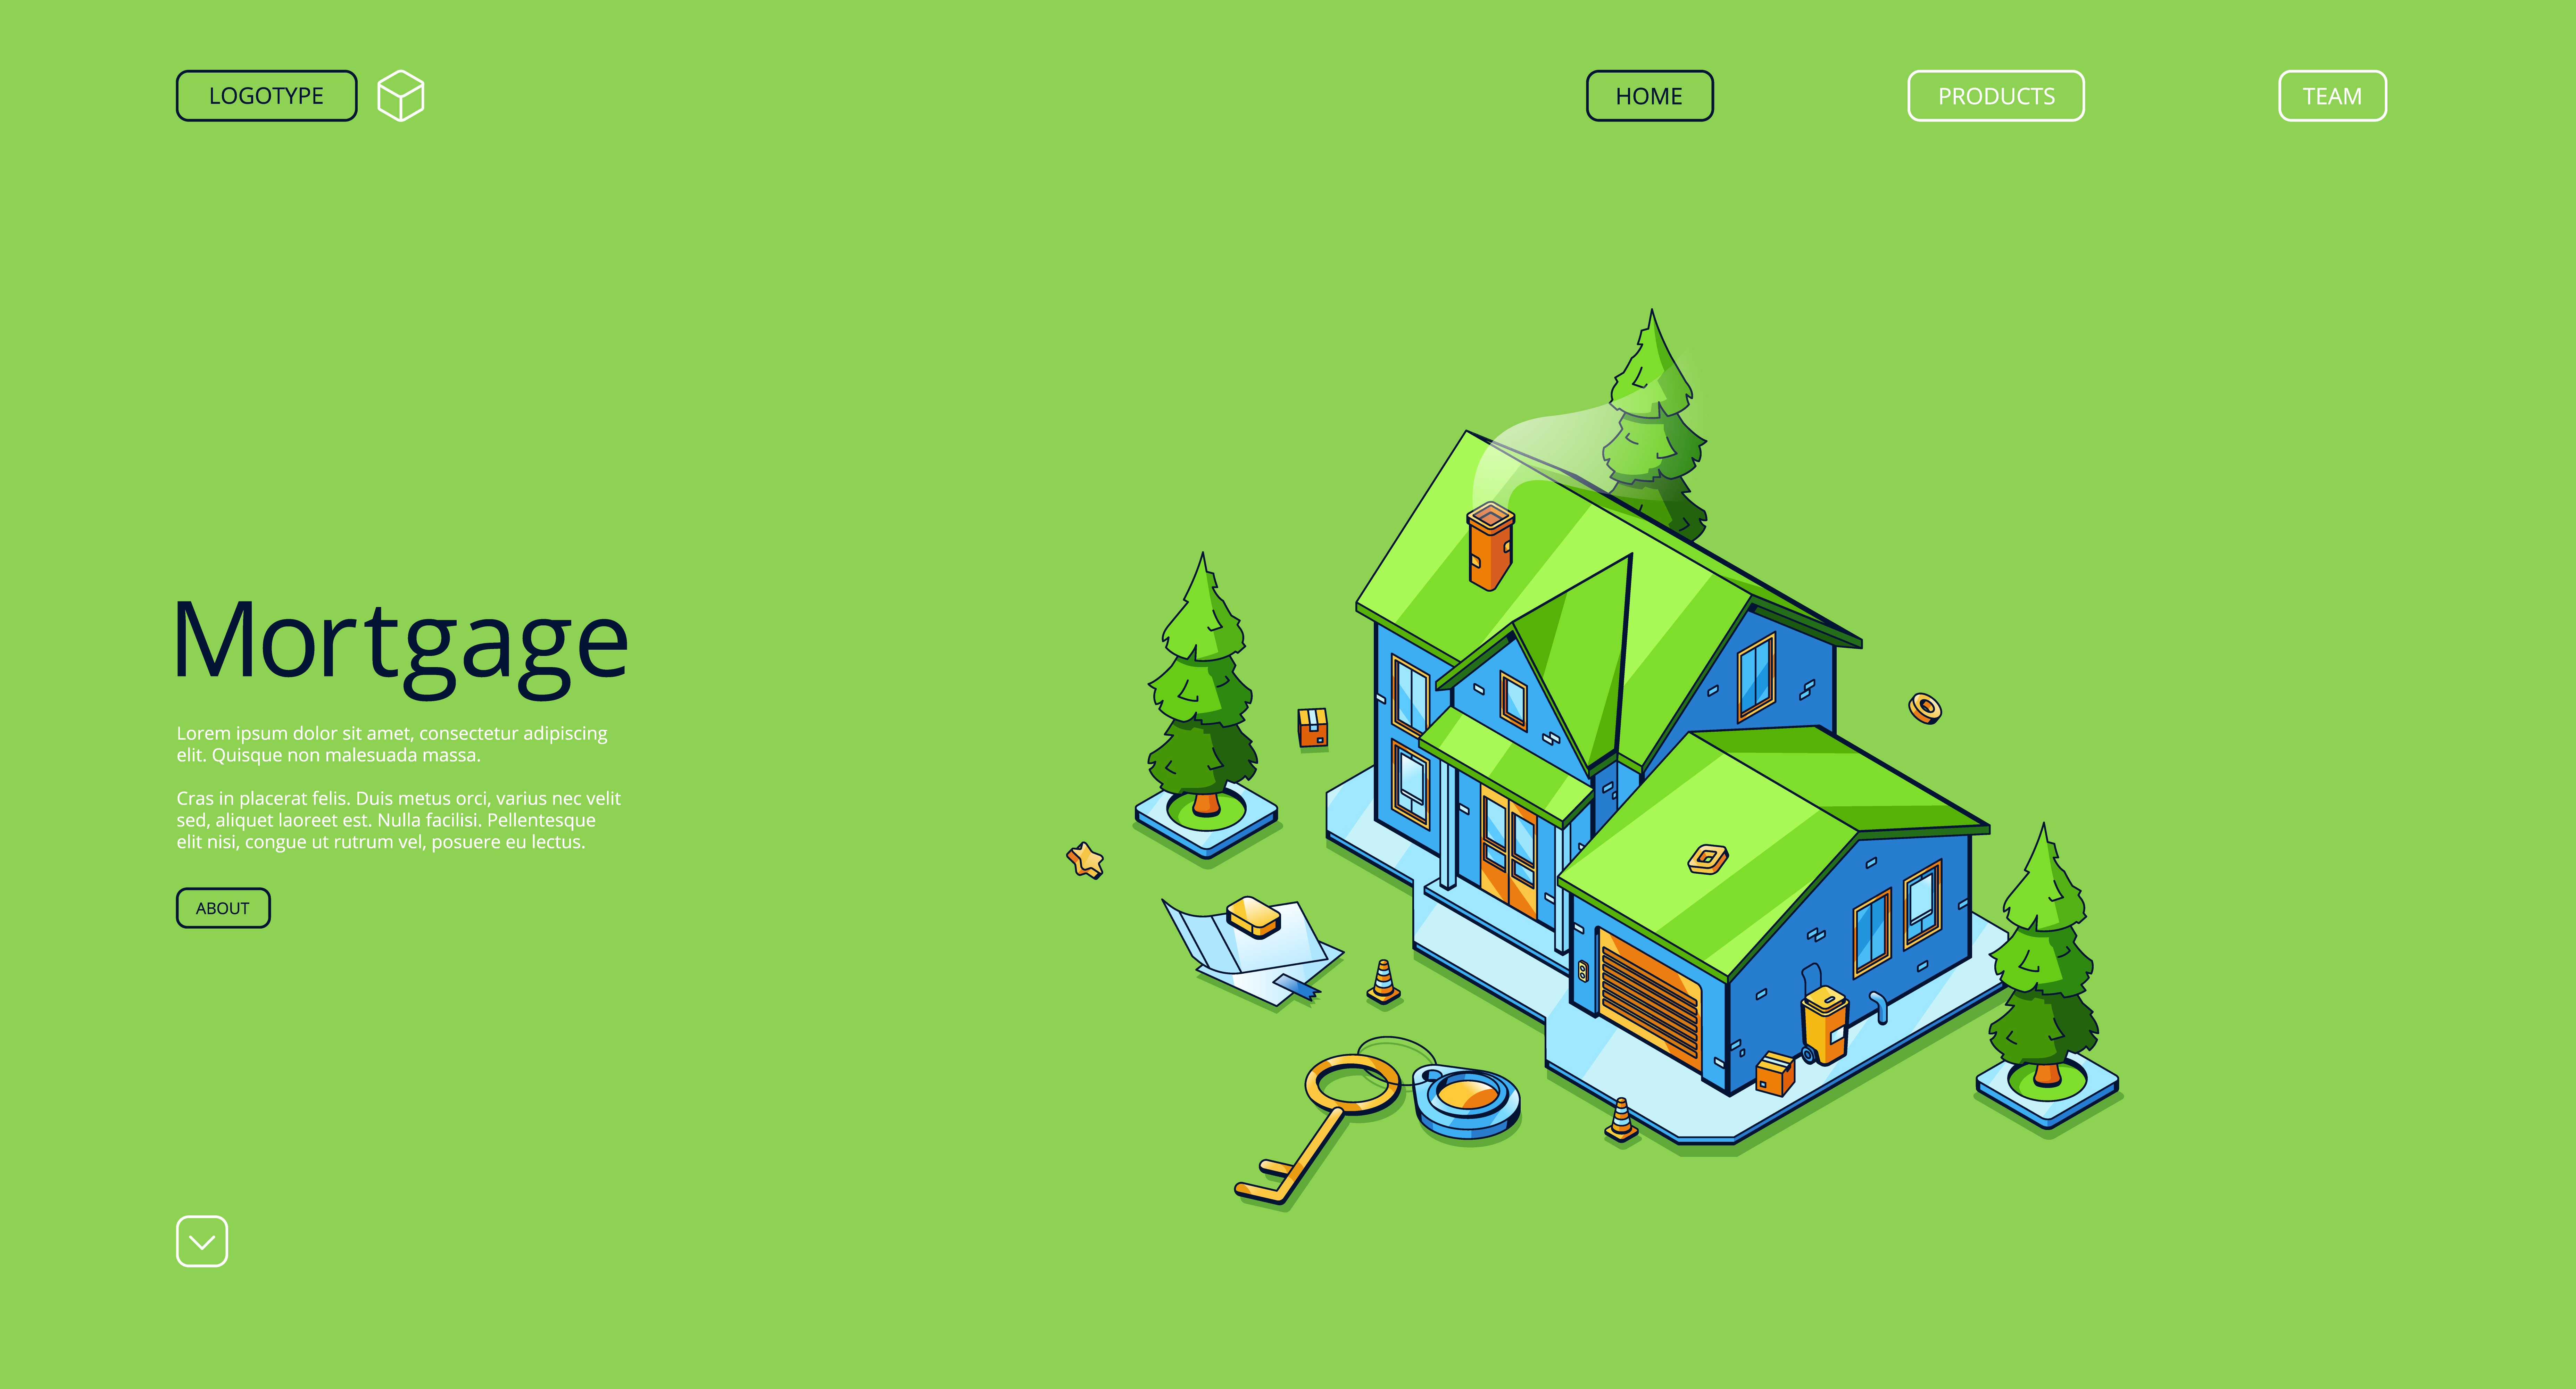 LOGOTYPE
HOME
PRODUCTS
TEAM
Mortgage
Lorem ipsum dolor sit amet, consectetur adipiscing
elit. Quisque non malesuada massa.
Cras in placerat felis. Duis metus orci, varius nec velit
sed, aliquet laoreet est. Nulla facilisi. Pellentesque
elit nisi, congue ut rutrum vel, posuere eu lectus.
ABOUT